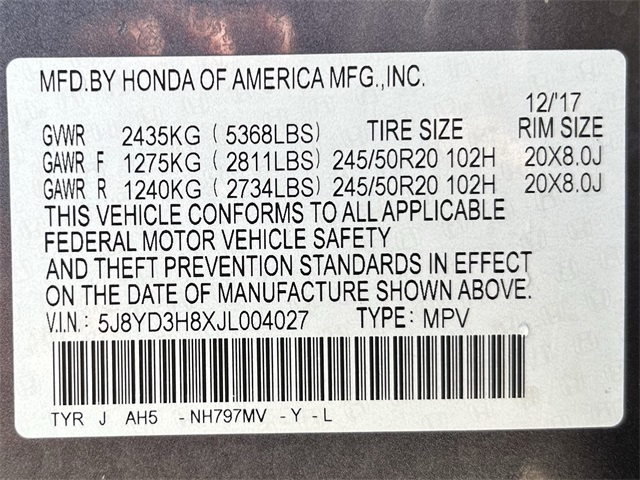 MFD.BY HONDA OF AMERICA MFG.,INC.
12/'17
GVWR 2435KG (5368LBS) TIRE SIZE RIM SIZE
GAWR F 1275KG (2811LBS) 245/50R20 102H 20X8.0J
GAWR R 1240KG (2734LBS) 245/50R20 102H 20X8.0J
THIS VEHICLE CONFORMS TO ALL APPLICABLE
FEDERAL MOTOR VEHICLE SAFETY
AND THEFT PREVENTION STANDARDS IN EFFECT
ON THE DATE OF MANUFACTURE SHOWN ABOVE.
V.I.N.: 5J8YD3H8XJL004027 TYPE: MPV
TYR J AH5 -NH797MV -Y -L